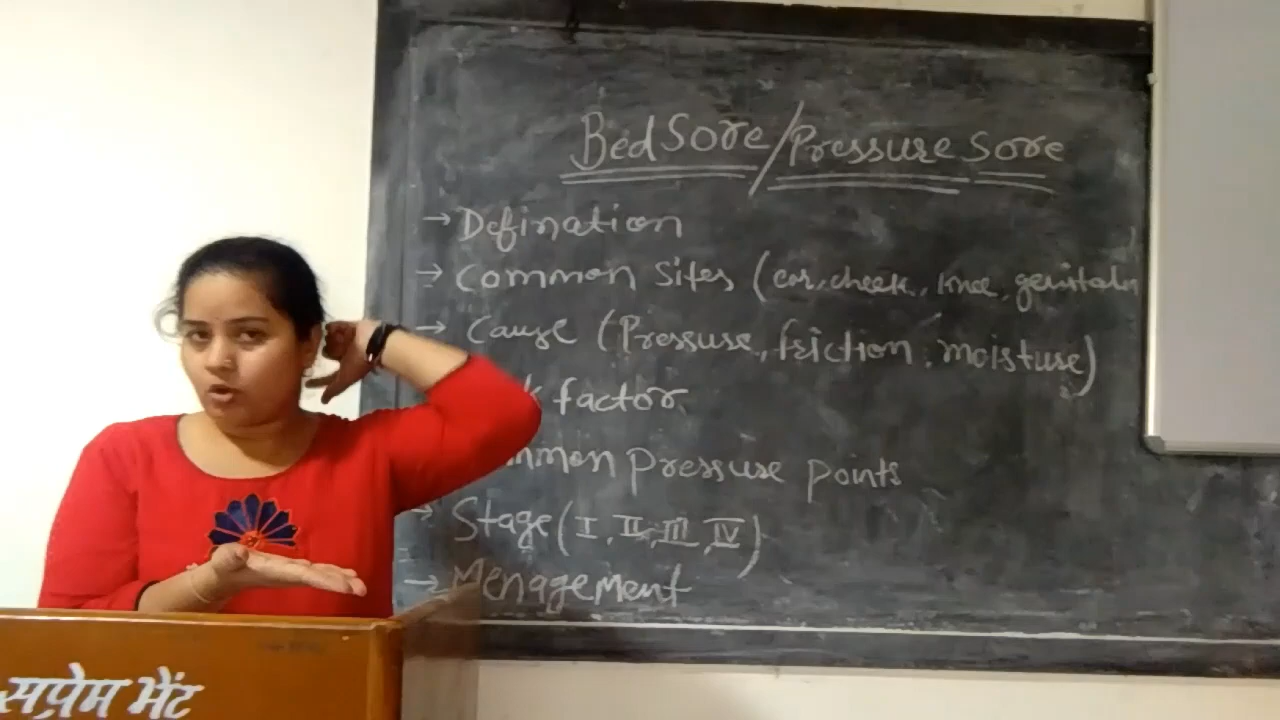 Bed Sore/Pressure Sore
→ Defination
→ Common Sites (ear, cheek, knee, genitals
→ Cause (Pressure, friction, moisture)
factor
Common Pressure points
→ Stage (I, II, III, IV)
→ Menagement
सप्रेम भेंट